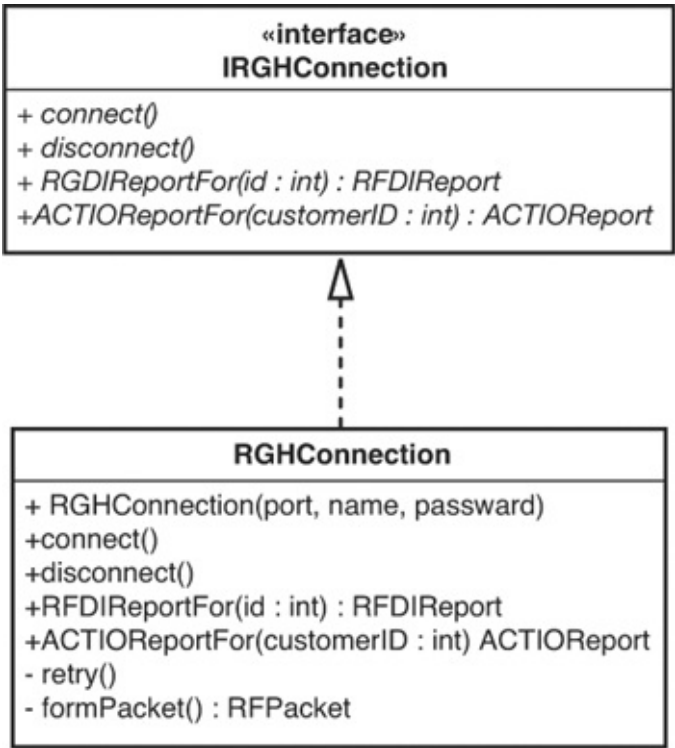 «interface»
IRGHConnection
+ connect()
+ disconnect()
+ RGDIReportFor(id : int) : RFDIReport
+ACTIOReportFor(customerID : int) : ACTIOReport
RGHConnection
+ RGHConnection(port, name, passward)
+connect()
+disconnect()
+RFDIReportFor(id : int) : RFDIReport
+ACTIOReportFor(customerID : int) ACTIOReport
- retry()
- formPacket() : RFPacket